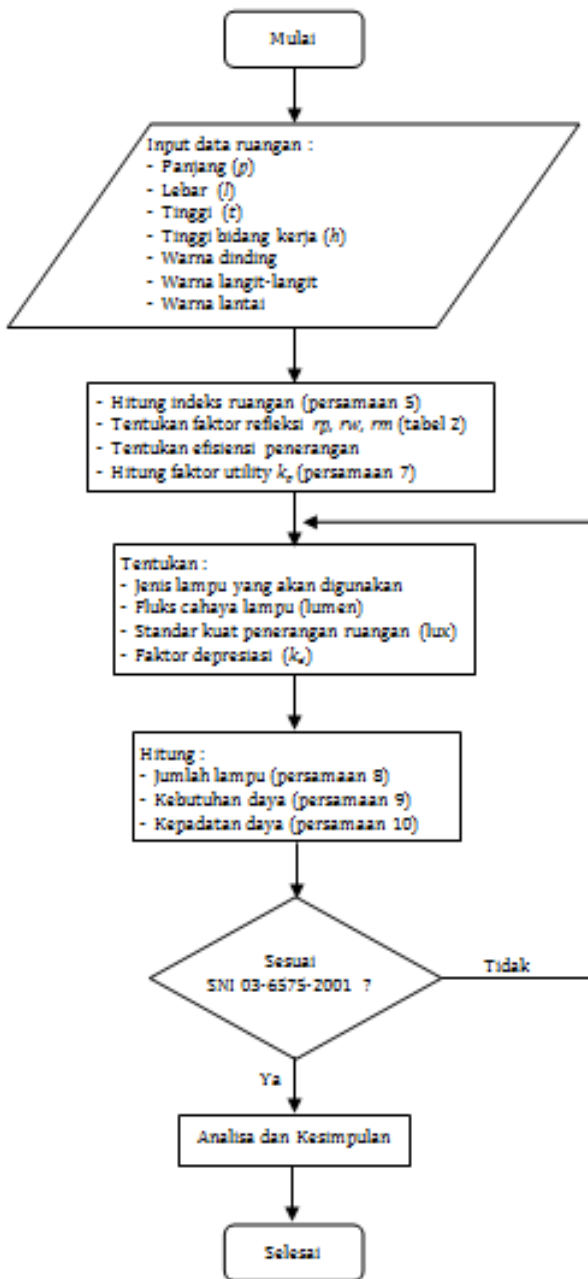 Mulai
Input data ruangan :
- Panjang (p)
- Lebar (l)
- Tinggi (t)
- Tinggi bidang kerja (h)
- Warna dinding
- Warna langit-langit
- Warna lantai
- Hitung indeks ruangan (persamaan 5)
- Tentukan faktor refleksi rp, rw, rm (tabel 2)
- Tentukan efisiensi penerangan
- Hitung faktor utility kp (persamaan 7)
Tentukan :
- Jenis lampu yang akan digunakan
- Fluks cahaya lampu (lumen)
- Standar kuat penerangan ruangan (lux)
- Faktor depresiasi (kd)
Hitung :
- Jumlah lampu (persamaan 8)
- Kebutuhan daya (persamaan 9)
- Kepadatan daya (persamaan 10)
Sesuai
SNI 03-6575-2001 ?
Tidak
Ya
Analisa dan Kesimpulan
Selesai